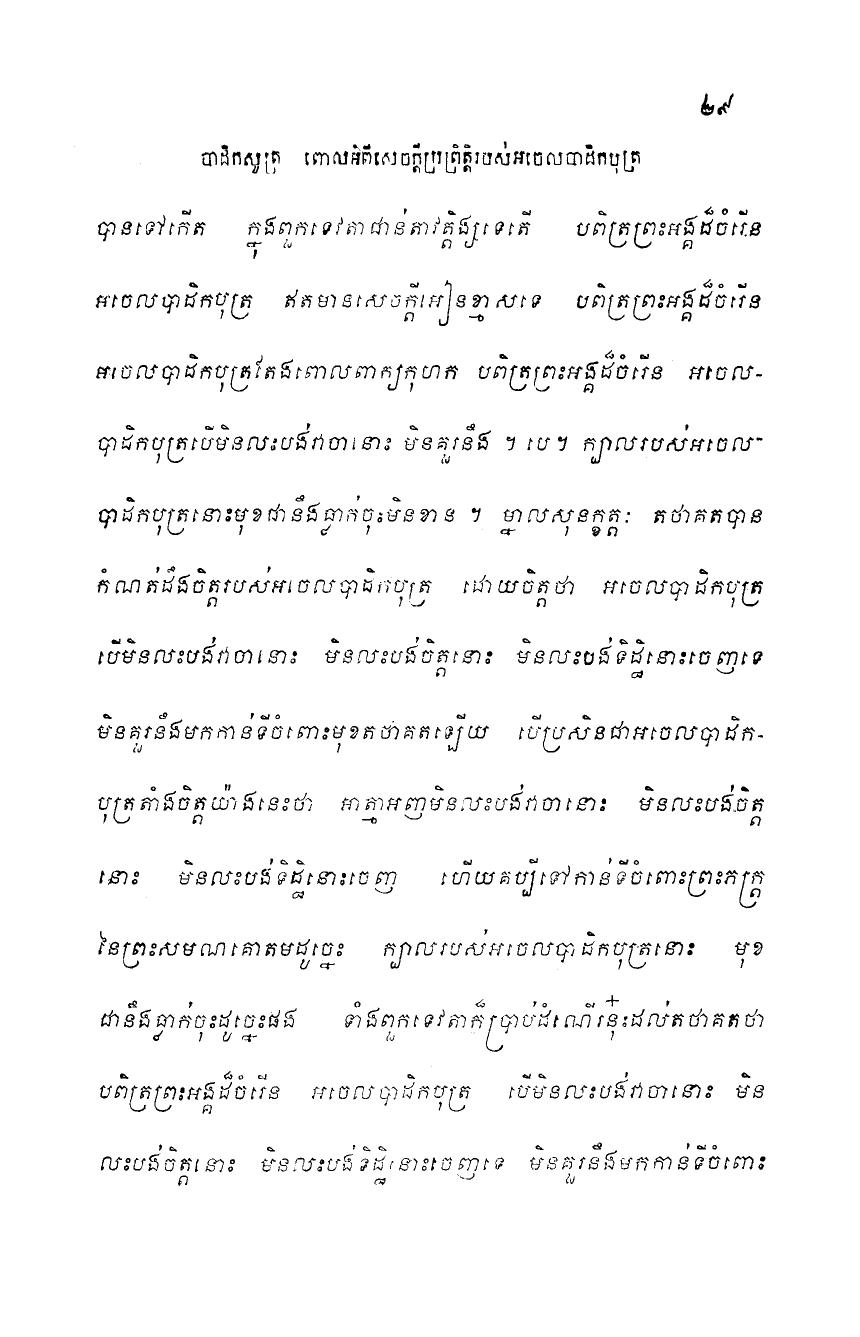 ២៩
បាដិកសូត្រ ពោលអំពីសេចក្តីប្រព្រឹត្តិរបស់អចេលបាដិកបុត្រ
បានទៅកើត ក្នុងពួកទេវតាជាន់តាវត្តិង្សទេតើ បពិត្រព្រះអង្គដ៏ចំរើន
អចេលបាដិកបុត្រ ឥតមានសេចក្តីអៀនខ្មាសទេ បពិត្រព្រះអង្គដ៏ចំរើន
អចេលបាដិកបុត្រតែងពោលពាក្យកុហក បពិត្រព្រះអង្គដ៏ចំរើន អចេល-
បាដិកបុត្របើមិនលះបង់វាចានោះ មិនគួរនឹង ។ បេ ។ ក្បាលរបស់អចេល-
បាដិកបុត្រនោះមុខជានឹងធ្លាក់ចុះមិនខាន ។ ម្នាលសុនក្ខត្តៈ តថាគតបាន
កំណត់ដឹងចិត្តរបស់អចេលបាដិកបុត្រ ដោយចិត្តថា អចេលបាដិកបុត្រ
បើមិនលះបង់វាចានោះ មិនលះបង់ចិត្តនោះ មិនលះបង់ទិដ្ឋិនោះចេញទេ
មិនគួរនឹងមកកាន់ទីចំពោះមុខតថាគតឡើយ បើប្រសិនជាអចេលបាដិក-
បុត្រតាំងចិត្តយ៉ាងនេះថា អាត្មាអញមិនលះបង់វាចានោះ មិនលះបង់ចិត្ត
នោះ មិនលះបង់ទិដ្ឋិនោះចេញ ហើយគប្បីទៅកាន់ទីចំពោះព្រះភក្ត្រ
នៃព្រះសមណគោតមដូច្នេះ ក្បាលរបស់អចេលបាដិកបុត្រនោះ មុខ
ជានឹងធ្លាក់ចុះដូច្នេះផង ទាំងពួកទេវតាក៏ប្រាប់ដំណើរនុ៎ះដល់តថាគតថា
បពិត្រព្រះអង្គដ៏ចំរើន អចេលបាដិកបុត្រ បើមិនលះបង់វាចានោះ មិន
លះបង់ចិត្តនោះ មិនលះបង់ទិដ្ឋិនោះចេញទេ មិនគួរនឹងមកកាន់ទីចំពោះ